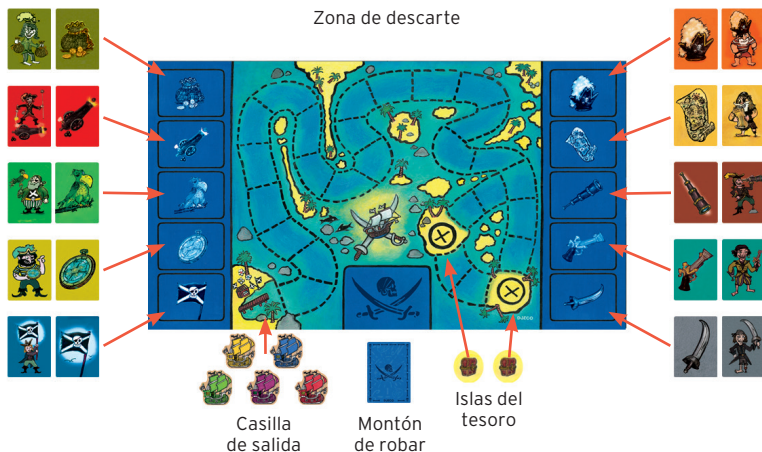 Zona de descarte
Casilla
de salida
Montón
de robar
Islas del
tesoro